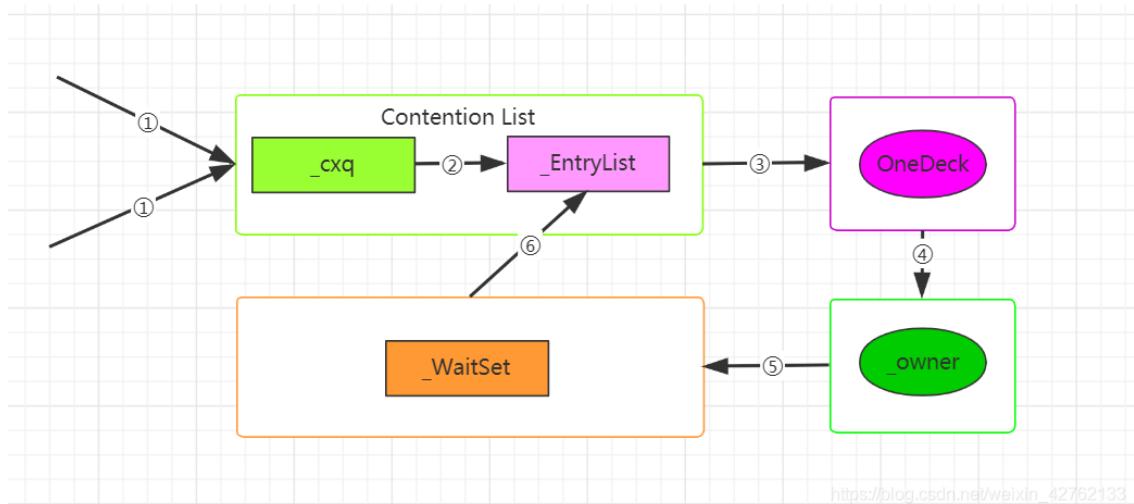 Contention List
①
_cxq
②
_EntryList
③
OneDeck
①
⑥
④
_WaitSet
⑤
_owner
https://blog.csdn.net/weixin_42762133